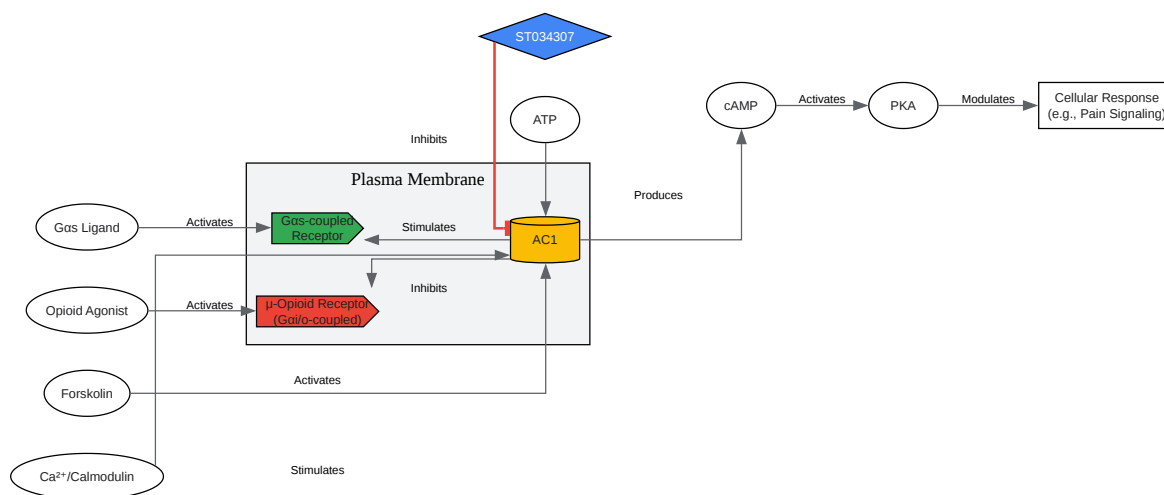 ST034307
ATP
cAMP
Activates
PKA
Modulates
Cellular Response
(e.g., Pain Signaling)
Inhibits
Plasma Membrane
Produces
Gαs Ligand
Activates
Gαs-coupled
Receptor
Stimulates
AC1
Opioid Agonist
Activates
μ-Opioid Receptor
(Gαi/o-coupled)
Inhibits
Forskolin
Activates
Ca²⁺/Calmodulin
Stimulates